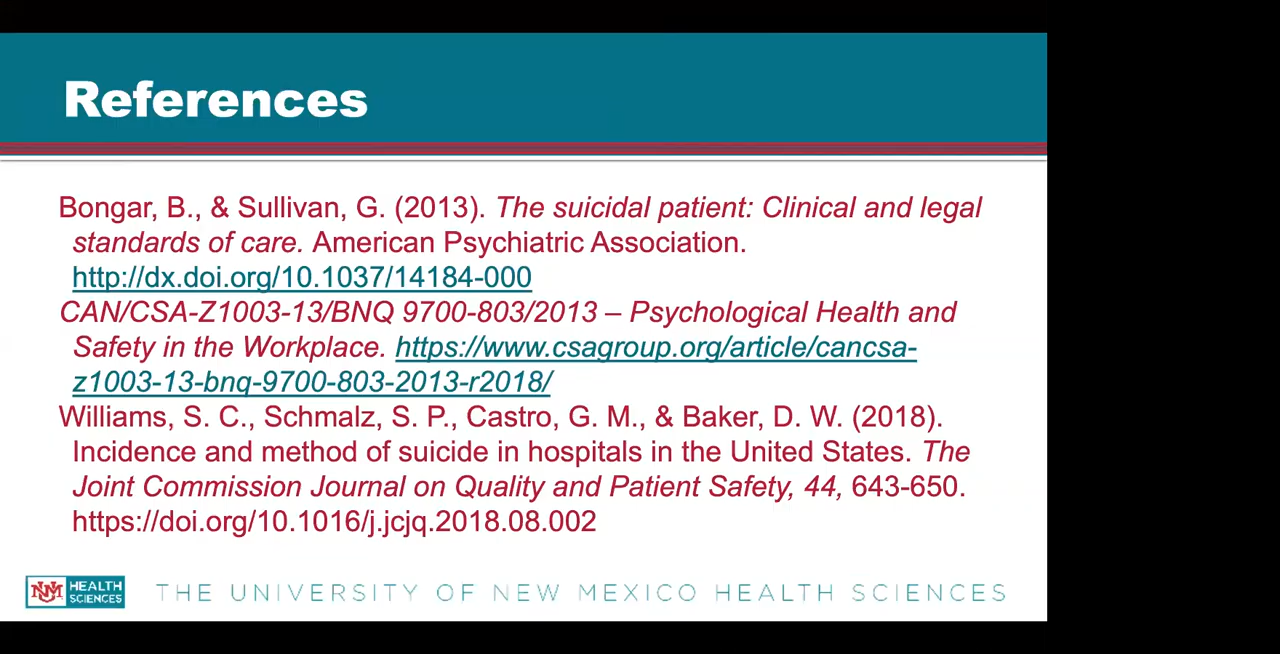 References
Bongar, B., & Sullivan, G. (2013). The suicidal patient: Clinical and legal
standards of care. American Psychiatric Association.
http://dx.doi.org/10.1037/14184-000
CAN/CSA-Z1003-13/BNQ 9700-803/2013 – Psychological Health and
Safety in the Workplace. https://www.csagroup.org/article/cancsa-
z1003-13-bnq-9700-803-2013-r2018/
Williams, S. C., Schmalz, S. P., Castro, G. M., & Baker, D. W. (2018).
Incidence and method of suicide in hospitals in the United States. The
Joint Commission Journal on Quality and Patient Safety, 44, 643-650.
https://doi.org/10.1016/j.jcjq.2018.08.002
UNM HEALTH
SCIENCES
THE UNIVERSITY OF NEW MEXICO HEALTH SCIENCES